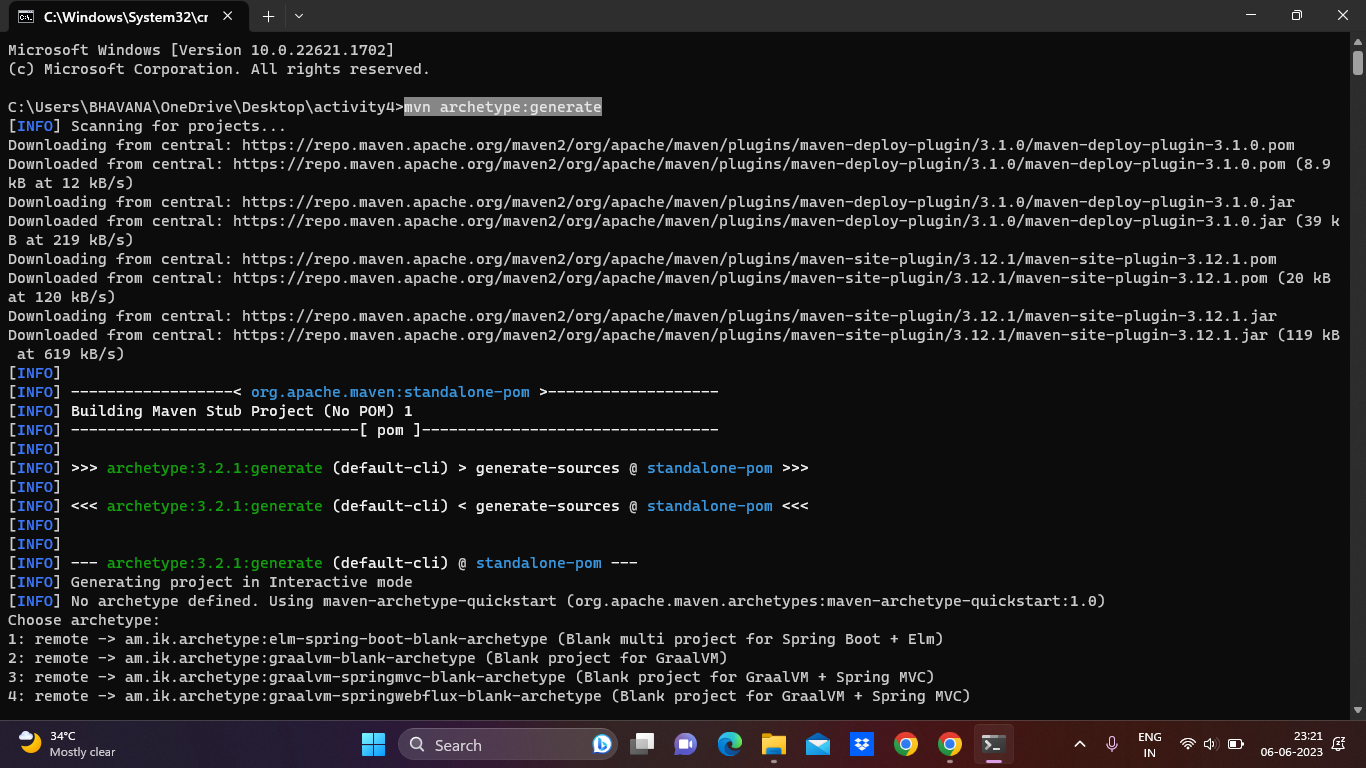 C:\Windows\System32\cr
Microsoft Windows [Version 10.0.22621.1702]
(c) Microsoft Corporation. All rights reserved.
C:\Users\BHAVANA\OneDrive\Desktop\activity4>mvn archetype:generate
[INFO] Scanning for projects...
Downloading from central: https://repo.maven.apache.org/maven2/org/apache/maven/plugins/maven-deploy-plugin/3.1.0/maven-deploy-plugin-3.1.0.pom
Downloaded from central: https://repo.maven.apache.org/maven2/org/apache/maven/plugins/maven-deploy-plugin/3.1.0/maven-deploy-plugin-3.1.0.pom (8.9
kB at 12 kB/s)
Downloading from central: https://repo.maven.apache.org/maven2/org/apache/maven/plugins/maven-deploy-plugin/3.1.0/maven-deploy-plugin-3.1.0.jar
Downloaded from central: https://repo.maven.apache.org/maven2/org/apache/maven/plugins/maven-deploy-plugin/3.1.0/maven-deploy-plugin-3.1.0.jar (39 k
B at 219 kB/s)
Downloading from central: https://repo.maven.apache.org/maven2/org/apache/maven/plugins/maven-site-plugin/3.12.1/maven-site-plugin-3.12.1.pom
Downloaded from central: https://repo.maven.apache.org/maven2/org/apache/maven/plugins/maven-site-plugin/3.12.1/maven-site-plugin-3.12.1.pom (20 kB
at 120 kB/s)
Downloading from central: https://repo.maven.apache.org/maven2/org/apache/maven/plugins/maven-site-plugin/3.12.1/maven-site-plugin-3.12.1.jar
Downloaded from central: https://repo.maven.apache.org/maven2/org/apache/maven/plugins/maven-site-plugin/3.12.1/maven-site-plugin-3.12.1.jar (119 kB
at 619 kB/s)
[INFO]
[INFO] ------------------< org.apache.maven:standalone-pom >-------------------
[INFO] Building Maven Stub Project (No POM) 1
[INFO] --------------------------------[ pom ]---------------------------------
[INFO]
[INFO] >>> archetype:3.2.1:generate (default-cli) > generate-sources @ standalone-pom >>>
[INFO]
[INFO] <<< archetype:3.2.1:generate (default-cli) < generate-sources @ standalone-pom <<<
[INFO]
[INFO]
[INFO] --- archetype:3.2.1:generate (default-cli) @ standalone-pom ---
[INFO] Generating project in Interactive mode
[INFO] No archetype defined. Using maven-archetype-quickstart (org.apache.maven.archetypes:maven-archetype-quickstart:1.0)
Choose archetype:
1: remote -> am.ik.archetype:elm-spring-boot-blank-archetype (Blank multi project for Spring Boot + Elm)
2: remote -> am.ik.archetype:graalvm-blank-archetype (Blank project for GraalVM)
3: remote -> am.ik.archetype:graalvm-springmvc-blank-archetype (Blank project for GraalVM + Spring MVC)
4: remote -> am.ik.archetype:graalvm-springwebflux-blank-archetype (Blank project for GraalVM + Spring MVC)
34°C
Mostly clear
Search
ENG
IN
23:21
06-06-2023